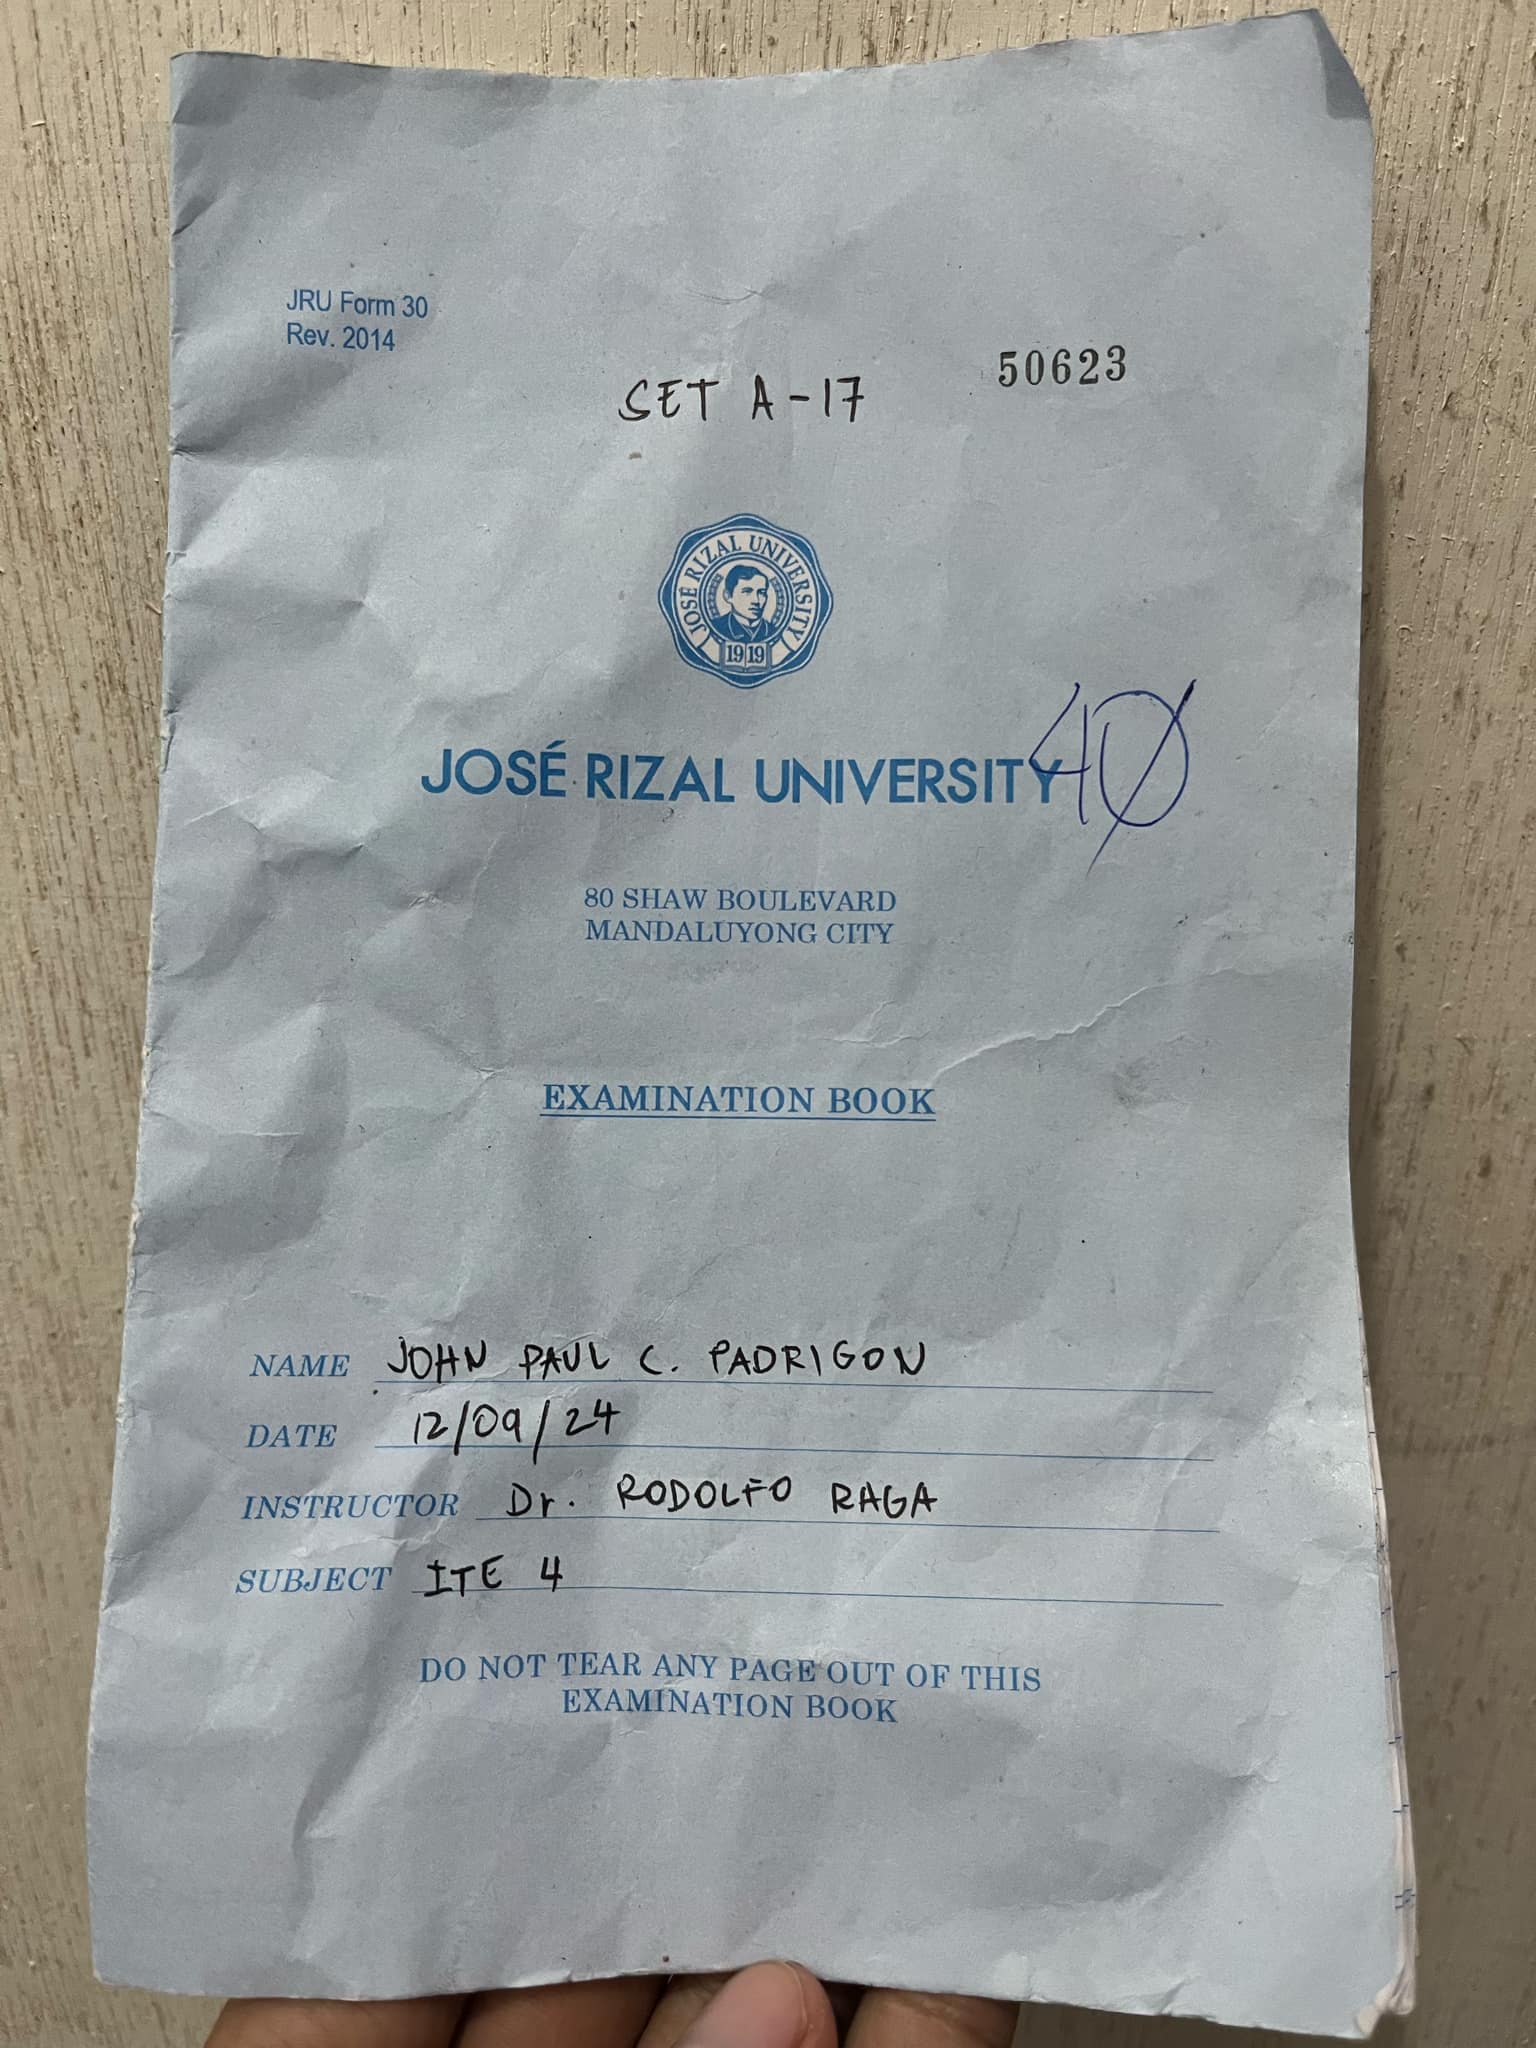 JRU Form 30
Rev. 2014
50623
SET A-17
JOSÉ RIZAL UNIVERSITY
1919
JOSÉ RIZAL UNIVERSITY
40
80 SHAW BOULEVARD
MANDALUYONG CITY
EXAMINATION BOOK
NAME JOHN PAUL C. PADRIGON
DATE 12/09/24
INSTRUCTOR Dr. RODOLFO RAGA
SUBJECT ITE 4
DO NOT TEAR ANY PAGE OUT OF THIS
EXAMINATION BOOK